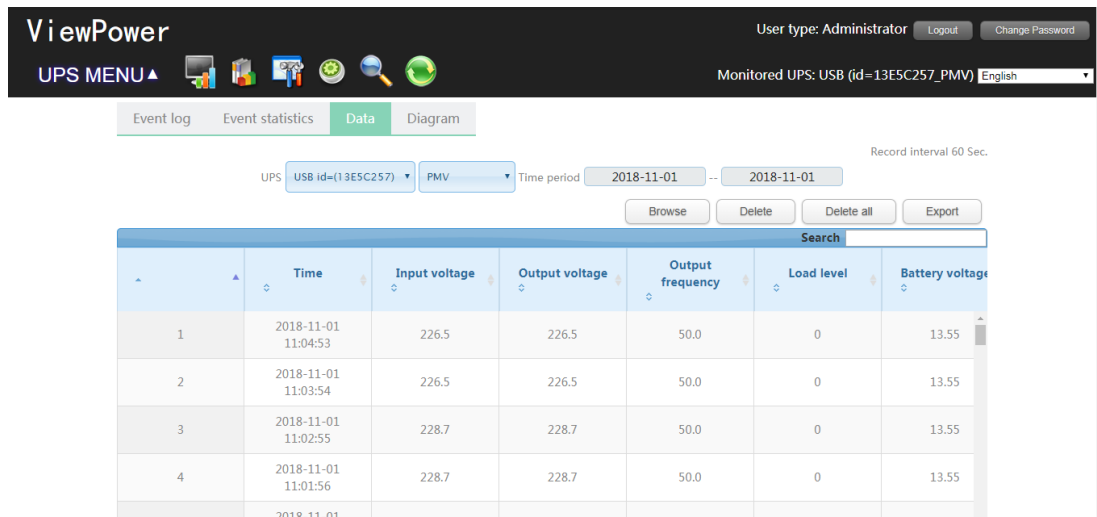 ViewPower
User type: Administrator Logout Change Password
UPS MENU▲
Monitored UPS: USB (id=13E5C257_PMV) English
Event log Event statistics Data Diagram
Record interval 60 Sec.
UPS USB id=(13E5C257) PMV Time period 2018-11-01 -- 2018-11-01
Browse Delete Delete all Export
Search
Time Input voltage Output voltage Output frequency Load level Battery voltage
1 2018-11-01 11:04:53 226.5 226.5 50.0 0 13.55
2 2018-11-01 11:03:54 226.5 226.5 50.0 0 13.55
3 2018-11-01 11:02:55 228.7 228.7 50.0 0 13.55
4 2018-11-01 11:01:56 228.7 228.7 50.0 0 13.55
2018-11-01